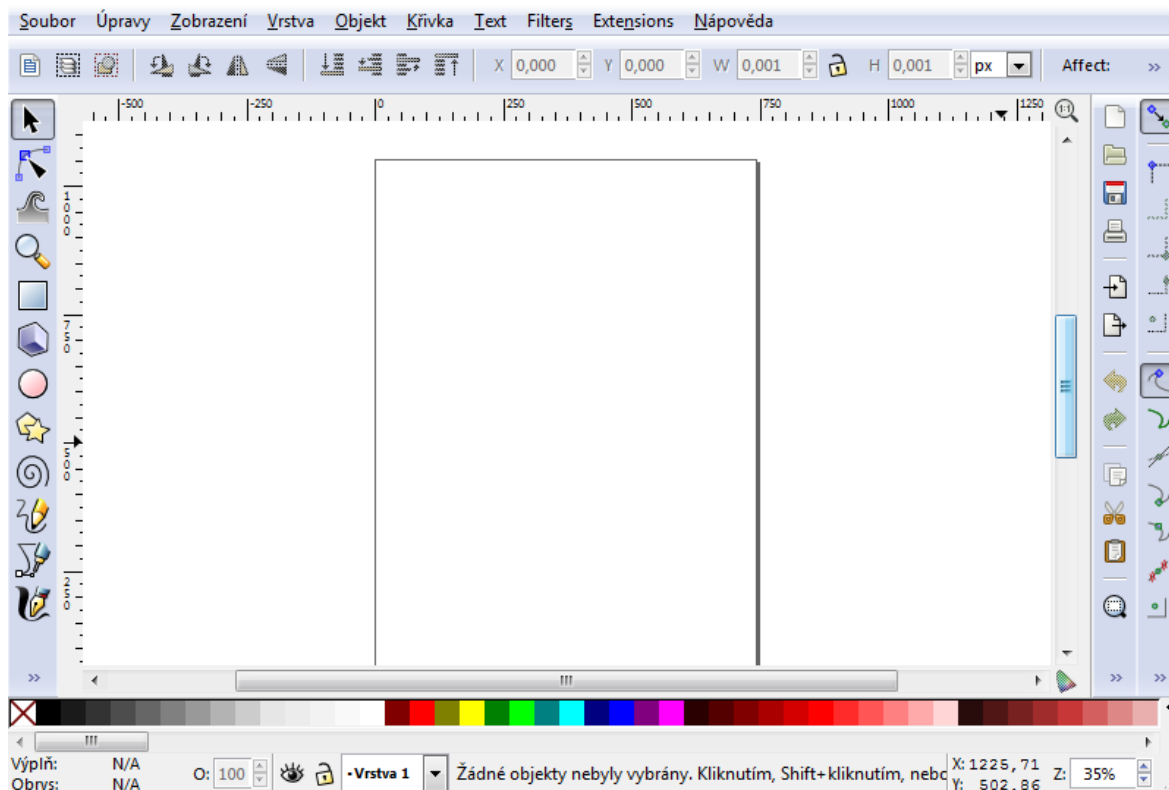 Soubor Úpravy Zobrazení Vrstva Objekt Křivka Text Filters Extensions Nápověda
X 0,000 Y 0,000 W 0,001 H 0,001 px Affect: »
-500 -250 0 250 500 750 1000 1250 1:1
1000
750
500
250
» » »
Výplň: N/A
Obrys: N/A
O: 100 •Vrstva 1 Žádné objekty nebyly vybrány. Kliknutím, Shift+kliknutím, nebo X: 1225,71 Z: 35%
Y: 502,86